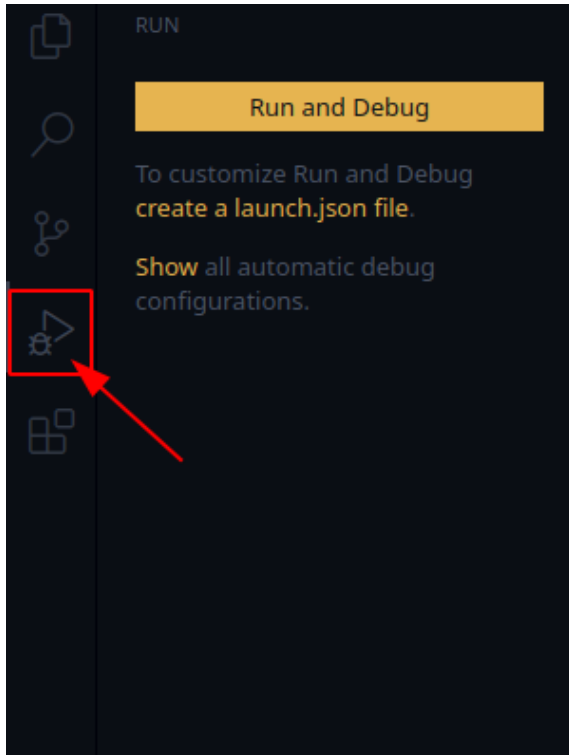 RUN
Run and Debug
To customize Run and Debug
create a launch.json file.
Show all automatic debug
configurations.